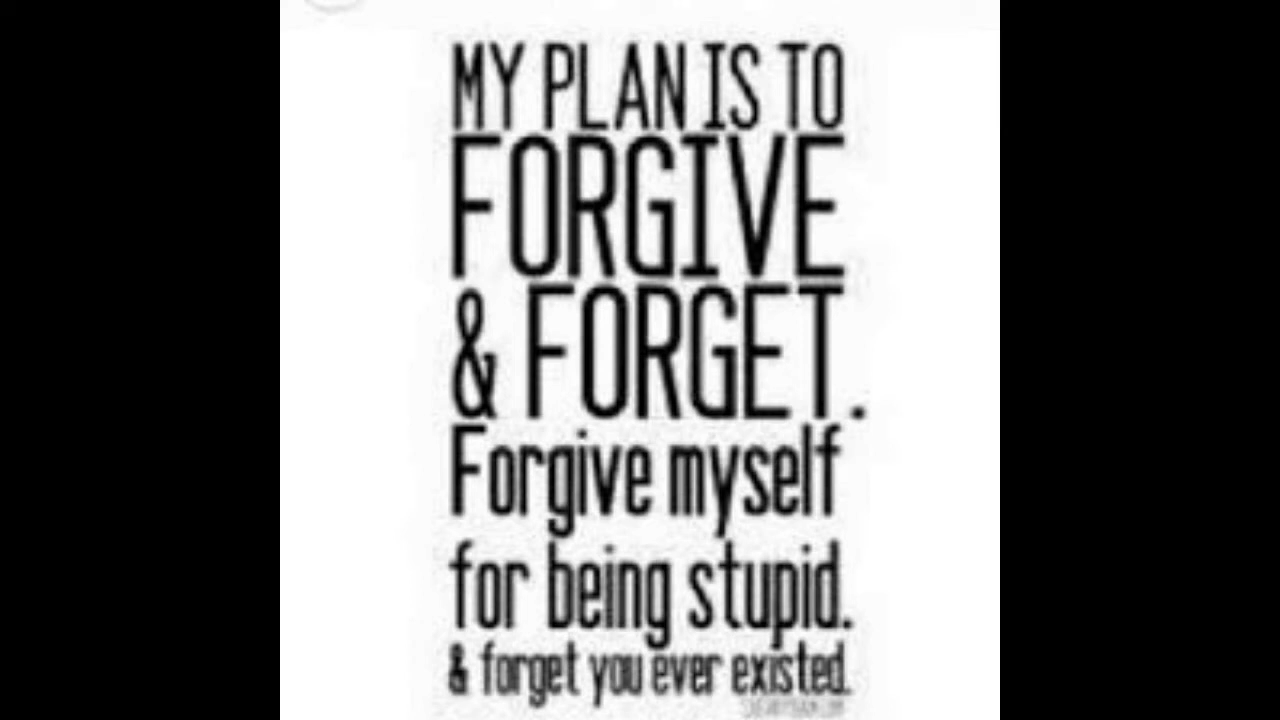 MY PLAN IS TO
FORGIVE
& FORGET.
Forgive myself
for being stupid.
& forget you ever existed.